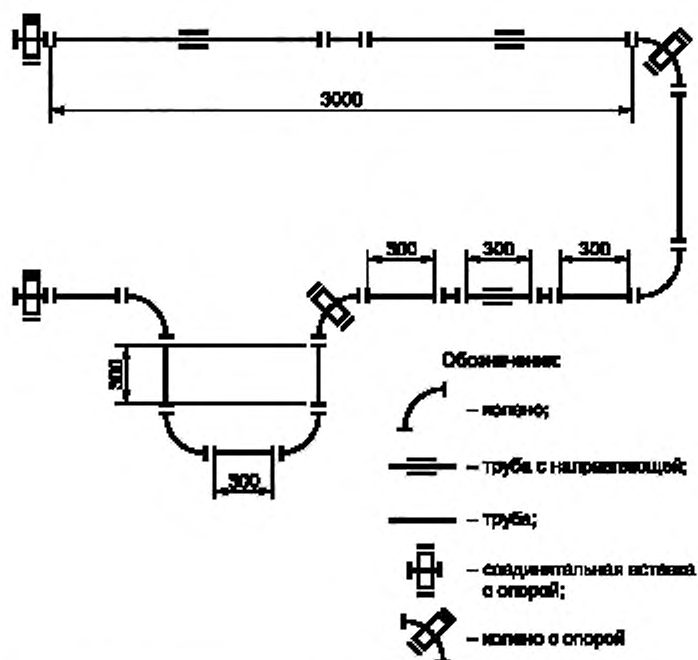 3000
300
300
300
300
300
Обозначения:
– колено;
– труба с направляющей;
– труба;
– соединительная вставка
с опорой;
– колено с опорой